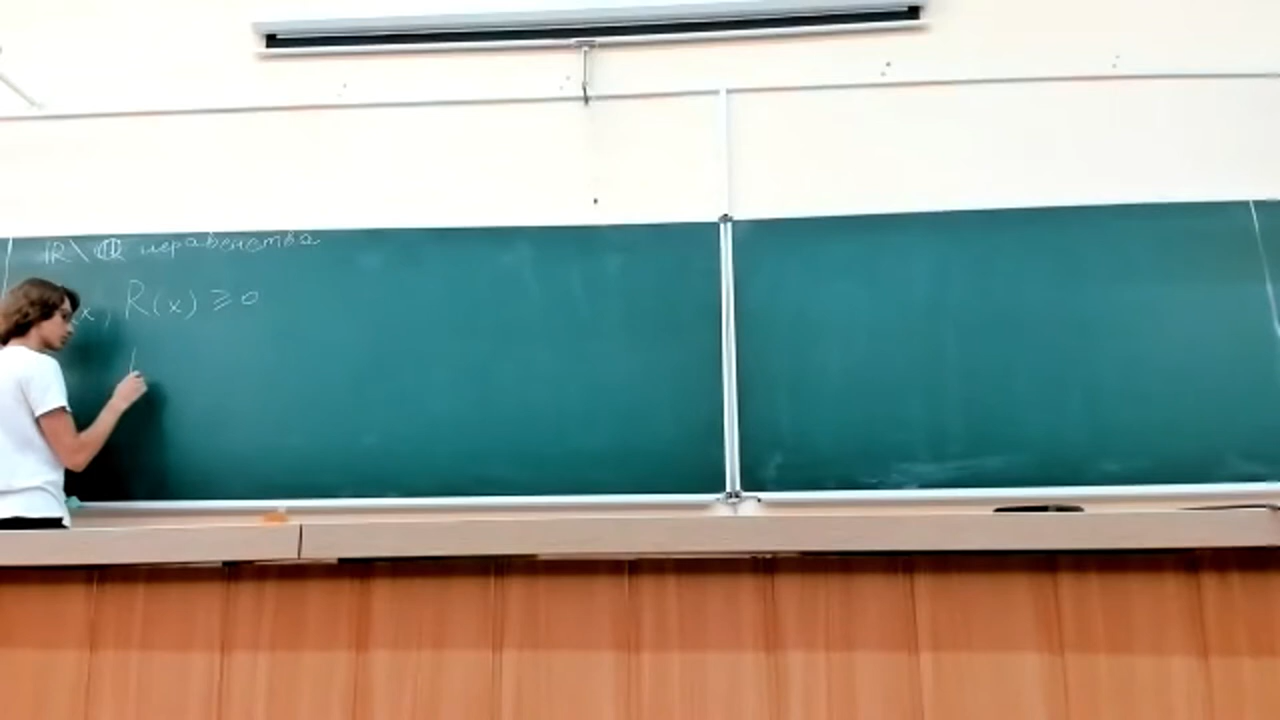 ℝ\ℚ неравенства
x, R(x) ≥ 0